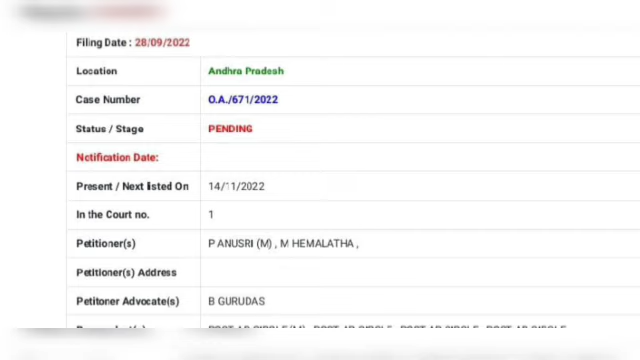 Filing Date : 28/09/2022
Location Andhra Pradesh
Case Number O.A./671/2022
Status / Stage PENDING
Notification Date:
Present / Next listed On 14/11/2022
In the Court no. 1
Petitioner(s) P ANUSRI (M) , M HEMALATHA ,
Petitioner(s) Address
Petitoner Advocate(s) B GURUDAS